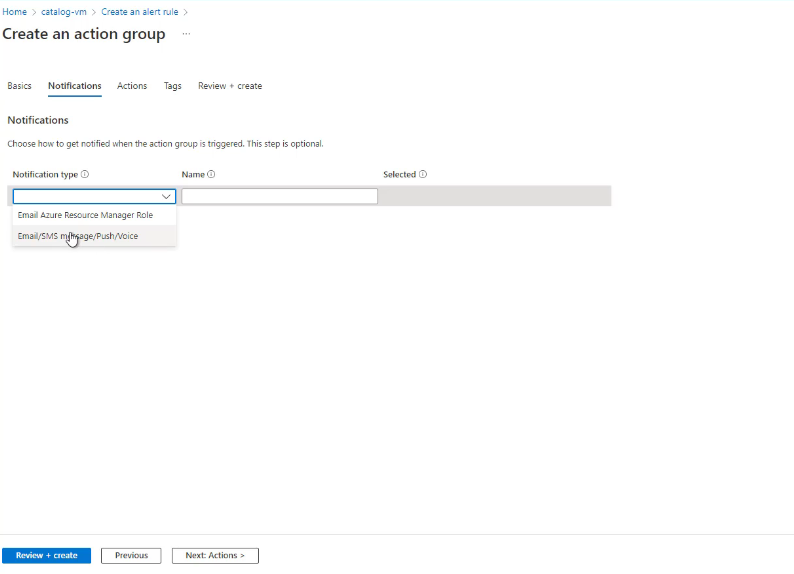 Home > catalog-vm > Create an alert rule >
Create an action group ...
Basics Notifications Actions Tags Review + create
Notifications
Choose how to get notified when the action group is triggered. This step is optional.
Notification type Name Selected
Email Azure Resource Manager Role
Email/SMS message/Push/Voice
Review + create Previous Next: Actions >